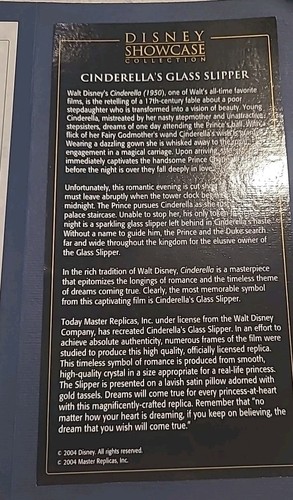 DISNEY
SHOWCASE
COLLECTION
CINDERELLA'S GLASS SLIPPER
Walt Disney's Cinderella (1950), one of Walt's all-time favorite
films, is the retelling of a 17th-century fable about a poor
stepdaughter who is transformed into a vision of beauty. Young
Cinderella, mistreated by her nasty stepmother and unattractive
stepsisters, dreams of one day attending the Prince's ball. With a
flick of her Fairy Godmother's wand Cinderella's wish is
Wearing a dazzling gown she is whisked away to the
engagement in a magical carriage. Upon arriving, she
immediately captivates the handsome Prince
before the night is over they fall deeply in love.
Unfortunately, this romantic evening is cut
must leave abruptly when the tower clock
midnight. The Prince pursues Cinderella as she
palace staircase. Unable to stop her, his only
night is a sparkling glass slipper left behind in Cinderella's haste.
Without a name to guide him, the Prince and the Duke search
far and wide throughout the kingdom for the elusive owner of
the Glass Slipper.
In the rich tradition of Walt Disney, Cinderella is a masterpiece
that epitomizes the longings of romance and the timeless theme
of dreams coming true. Clearly, the most memorable symbol
from this captivating film is Cinderella's Glass Slipper.
Today Master Replicas, Inc. under license from the Walt Disney
Company, has recreated Cinderella's Glass Slipper. In an effort to
achieve absolute authenticity, numerous frames of the film were
studied to produce this high quality, officially licensed replica.
This timeless symbol of romance is produced from smooth,
high-quality crystal in a size appropriate for a real-life princess.
The Slipper is presented on a lavish satin pillow adorned with
gold tassels. Dreams will come true for every princess-at-heart
with this magnificently-crafted replica. Remember that "no
matter how your heart is dreaming, if you keep on believing, the
dream that you wish will come true."
© 2004 Disney. All rights reserved.
© 2004 Master Replicas, Inc.